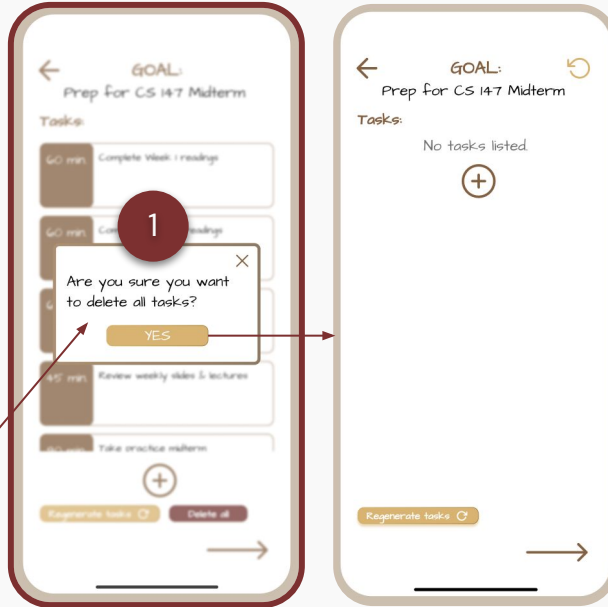 GOAL:
Prep for CS 147 Midterm
Tasks:
60 min
Complete Week 1 readings
60 min
readings
1
Are you sure you want
to delete all tasks?
YES
45 min
Review weekly slides & lectures
Take practice midterm
Regenerate tasks
Delete all
GOAL:
Prep for CS 147 Midterm
Tasks:
No tasks listed.
Regenerate tasks